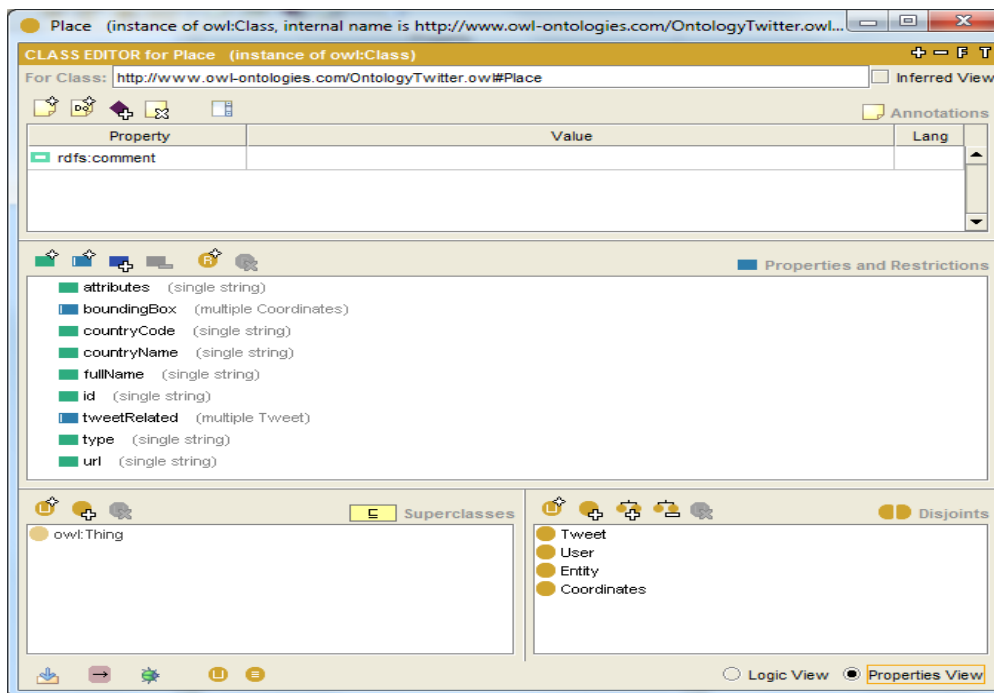 Place (instance of owl:Class, internal name is http://www.owl-ontologies.com/OntologyTwitter.owl...
CLASS EDITOR for Place (instance of owl:Class)
F T
For Class: http://www.owl-ontologies.com/OntologyTwitter.owl#Place
Inferred View
Annotations
Property Value Lang
rdfs:comment
Properties and Restrictions
attributes (single string)
boundingBox (multiple Coordinates)
countryCode (single string)
countryName (single string)
fullName (single string)
id (single string)
tweetRelated (multiple Tweet)
type (single string)
url (single string)
Superclasses
owl:Thing
Disjoints
Tweet
User
Entity
Coordinates
Logic View Properties View